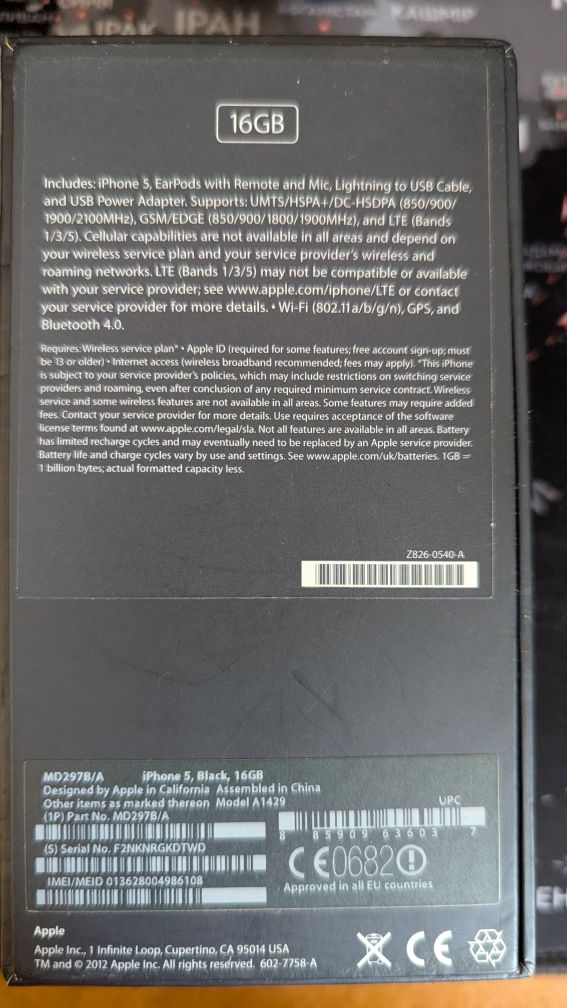 ІРАК ІРАН
16GB
Includes: iPhone 5, EarPods with Remote and Mic, Lightning to USB Cable,
and USB Power Adapter. Supports: UMTS/HSPA+/DC-HSDPA (850/900/
1900/2100MHz), GSM/EDGE (850/900/1800/1900MHz), and LTE (Bands
1/3/5). Cellular capabilities are not available in all areas and depend on
your wireless service plan and your service provider's wireless and
roaming networks. LTE (Bands 1/3/5) may not be compatible or available
with your service provider; see www.apple.com/iphone/LTE or contact
your service provider for more details. • Wi-Fi (802.11a/b/g/n), GPS, and
Bluetooth 4.0.
Requires: Wireless service plan* • Apple ID (required for some features; free account sign-up; must
be 13 or older) • Internet access (wireless broadband recommended; fees may apply). *This iPhone
is subject to your service provider's policies, which may include restrictions on switching service
providers and roaming, even after conclusion of any required minimum service contract. Wireless
service and some wireless features are not available in all areas. Some features may require added
fees. Contact your service provider for more details. Use requires acceptance of the software
license terms found at www.apple.com/legal/sla. Not all features are available in all areas. Battery
has limited recharge cycles and may eventually need to be replaced by an Apple service provider.
Battery life and charge cycles vary by use and settings. See www.apple.com/uk/batteries. 1GB =
1 billion bytes; actual formatted capacity less.
Z826-0540-A
MD297B/A iPhone 5, Black, 16GB
Designed by Apple in California Assembled in China
Other items as marked thereon Model A1429
(1P) Part No. MD297B/A
UPC
8 85909 63603 7
(S) Serial No. F2NKNRGKDTWD
CE0682
IMEI/MEID 013628004986108
Approved in all EU countries
Apple
Apple Inc., 1 Infinite Loop, Cupertino, CA 95014 USA
TM and © 2012 Apple Inc. All rights reserved. 602-7758-A
CE